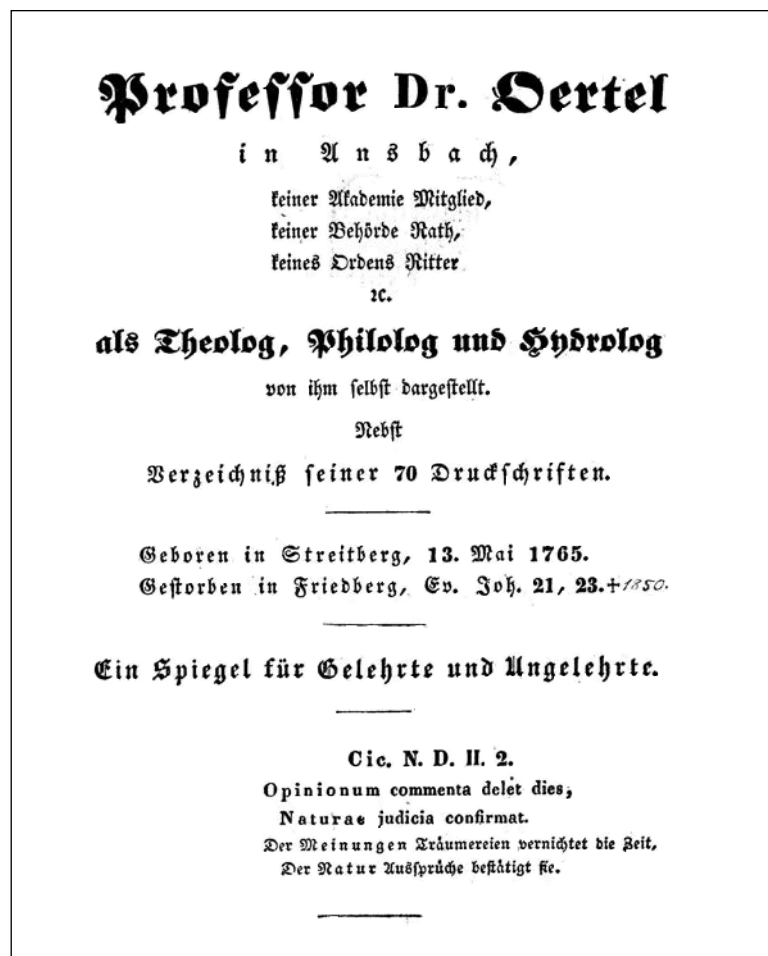 Professor Dr. Oertel
in Ansbach,
keiner Akademie Mitglied,
keiner Behörde Rath,
keines Ordens Ritter
ꝛc.
als Theolog, Philolog und Hydrolog
von ihm selbst dargestellt.
Nebst
Verzeichniß seiner 70 Druckschriften.
Geboren in Streitberg, 13. Mai 1765.
Gestorben in Friedberg, Ev. Joh. 21, 23. + 1850.
Ein Spiegel für Gelehrte und Ungelehrte.
Cic. N. D. II. 2.
Opinionum commenta delet dies,
Naturae judicia confirmat.
Der Meinungen Träumereien vernichtet die Zeit,
Der Natur Aussprüche bestätigt sie.